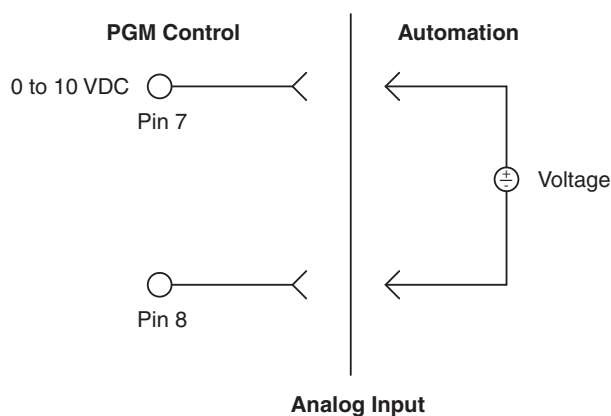 PGM Control
Automation
0 to 10 VDC
Pin 7
+
-
Voltage
Pin 8
Analog Input